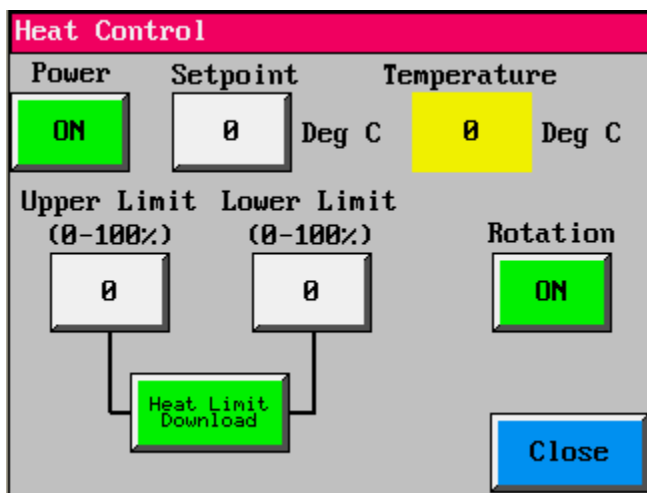 Heat Control
Power Setpoint Temperature
ON 0 Deg C 0 Deg C
Upper Limit Lower Limit
(0-100%) (0-100%) Rotation
0 0 ON
Heat Limit
Download
Close